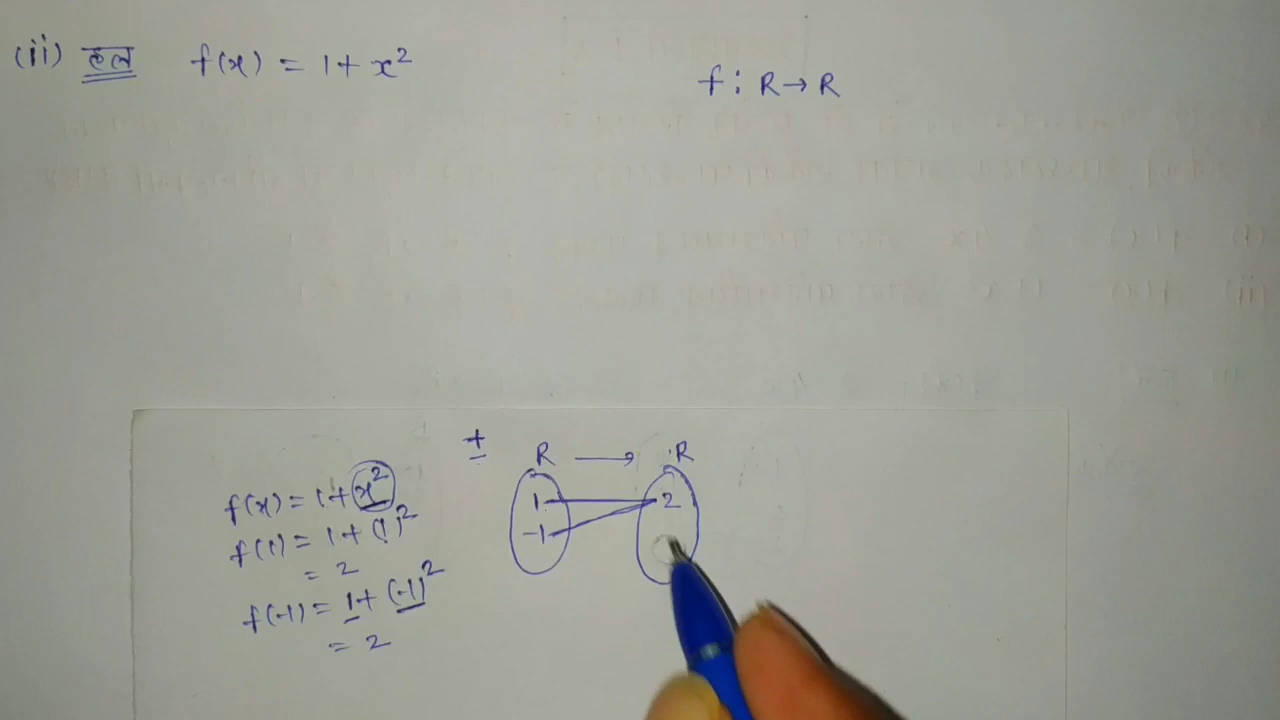 (ii) हल f(x) = 1 + x²
f : R → R
+
R → R
f(x) = 1 + x²
1 2
f(1) = 1 + (1)²
-1
= 2
f(-1) = 1 + (-1)²
= 2